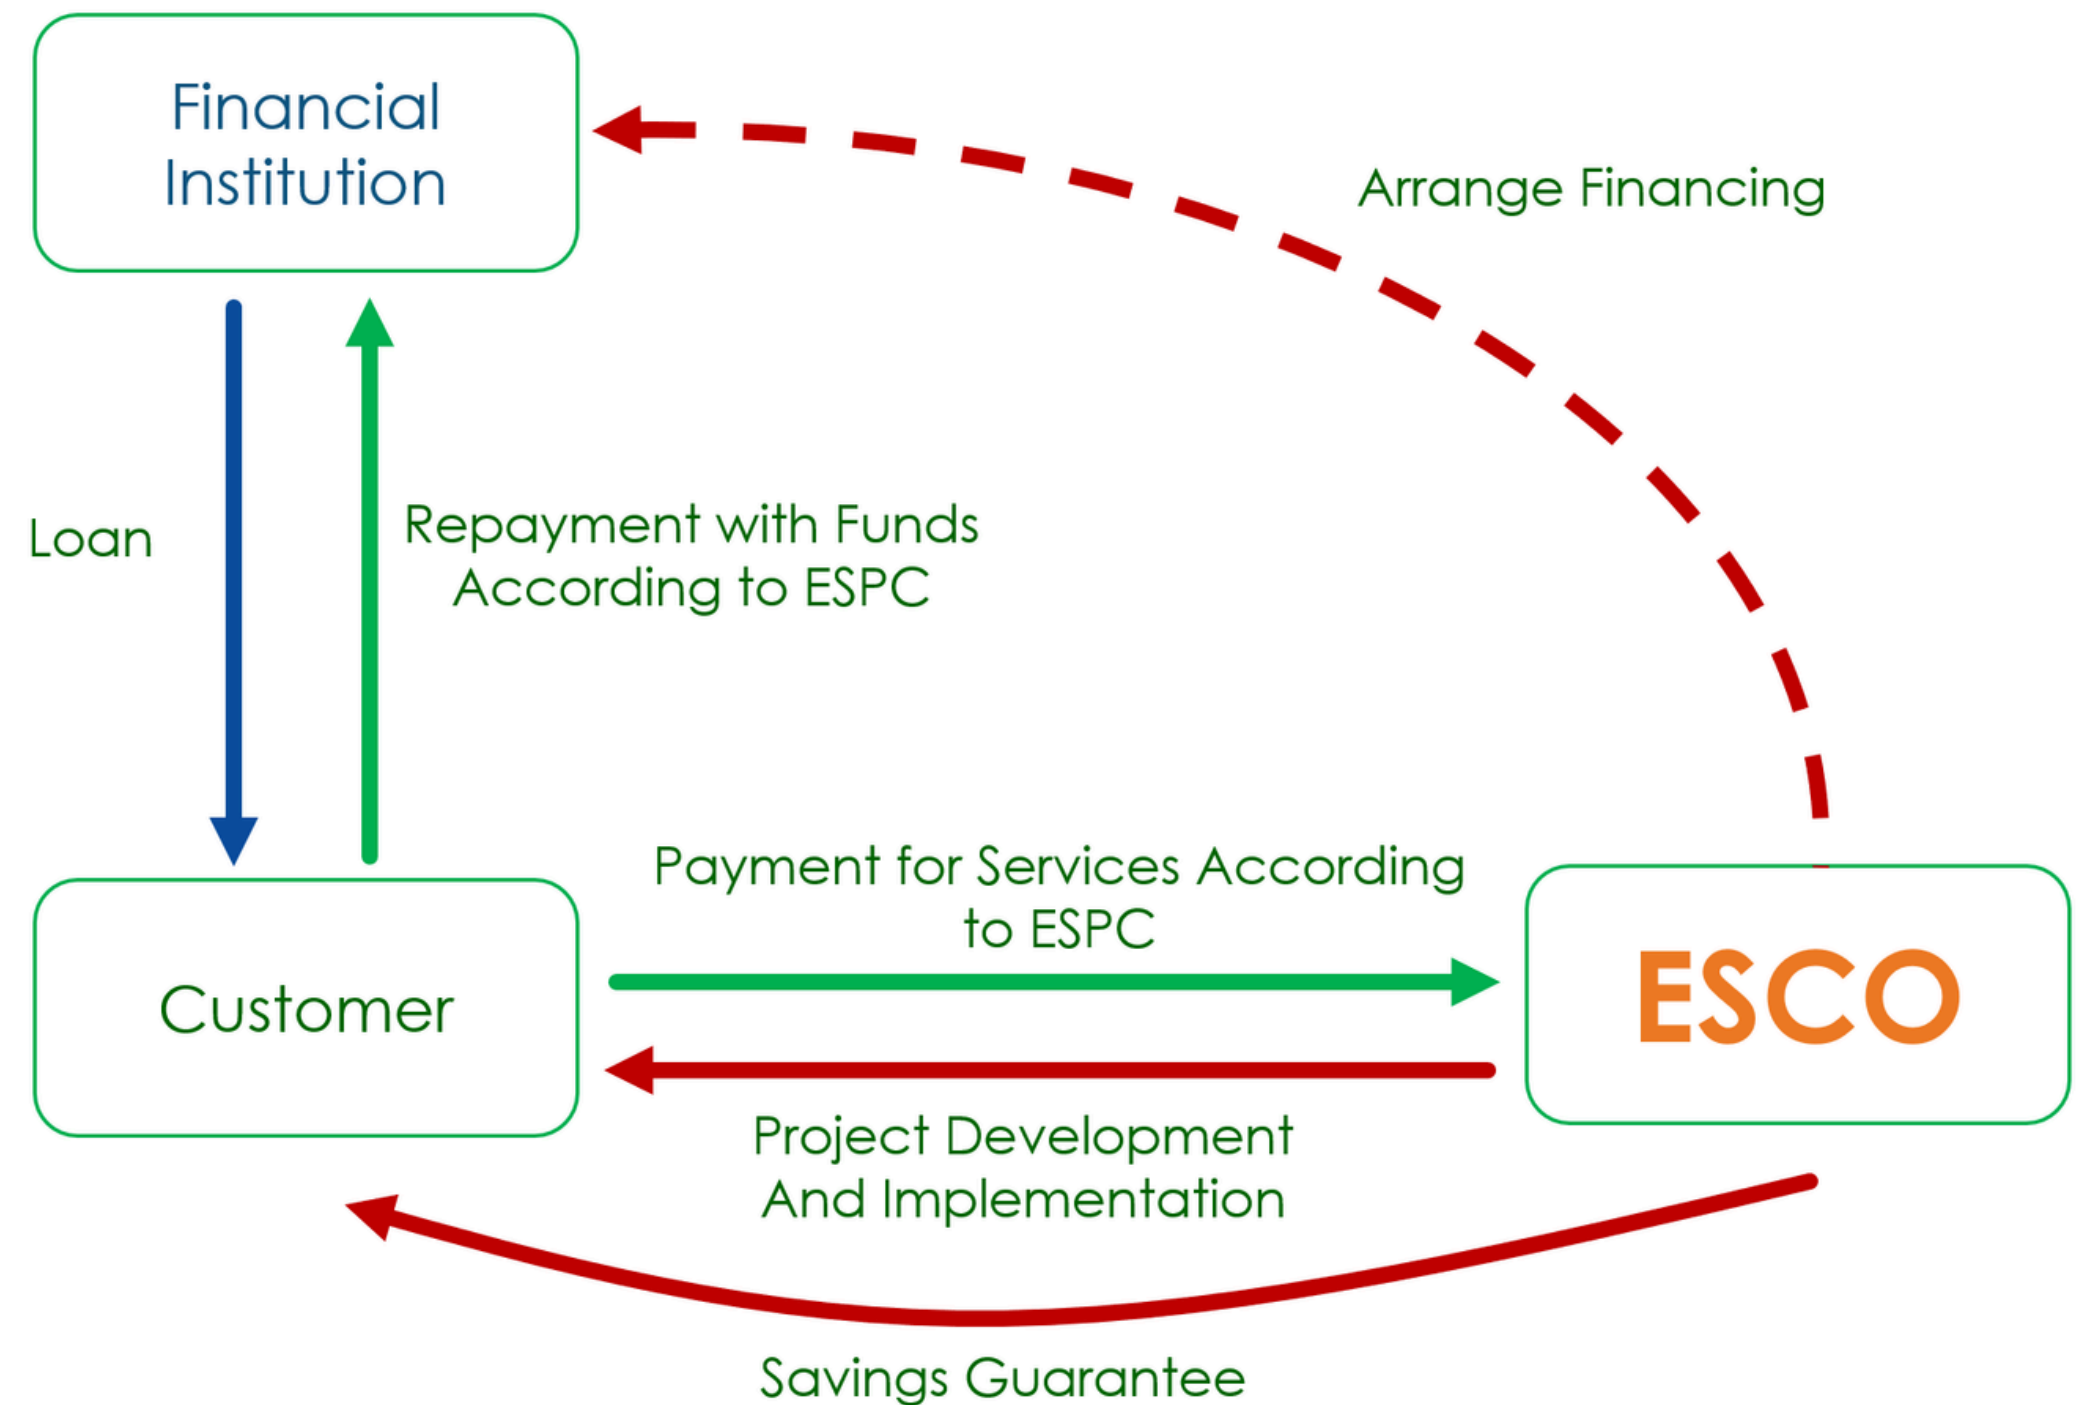 Financial
Institution
Arrange Financing
Loan
Repayment with Funds
According to ESPC
Payment for Services According
to ESPC
Customer
ESCO
Project Development
And Implementation
Savings Guarantee